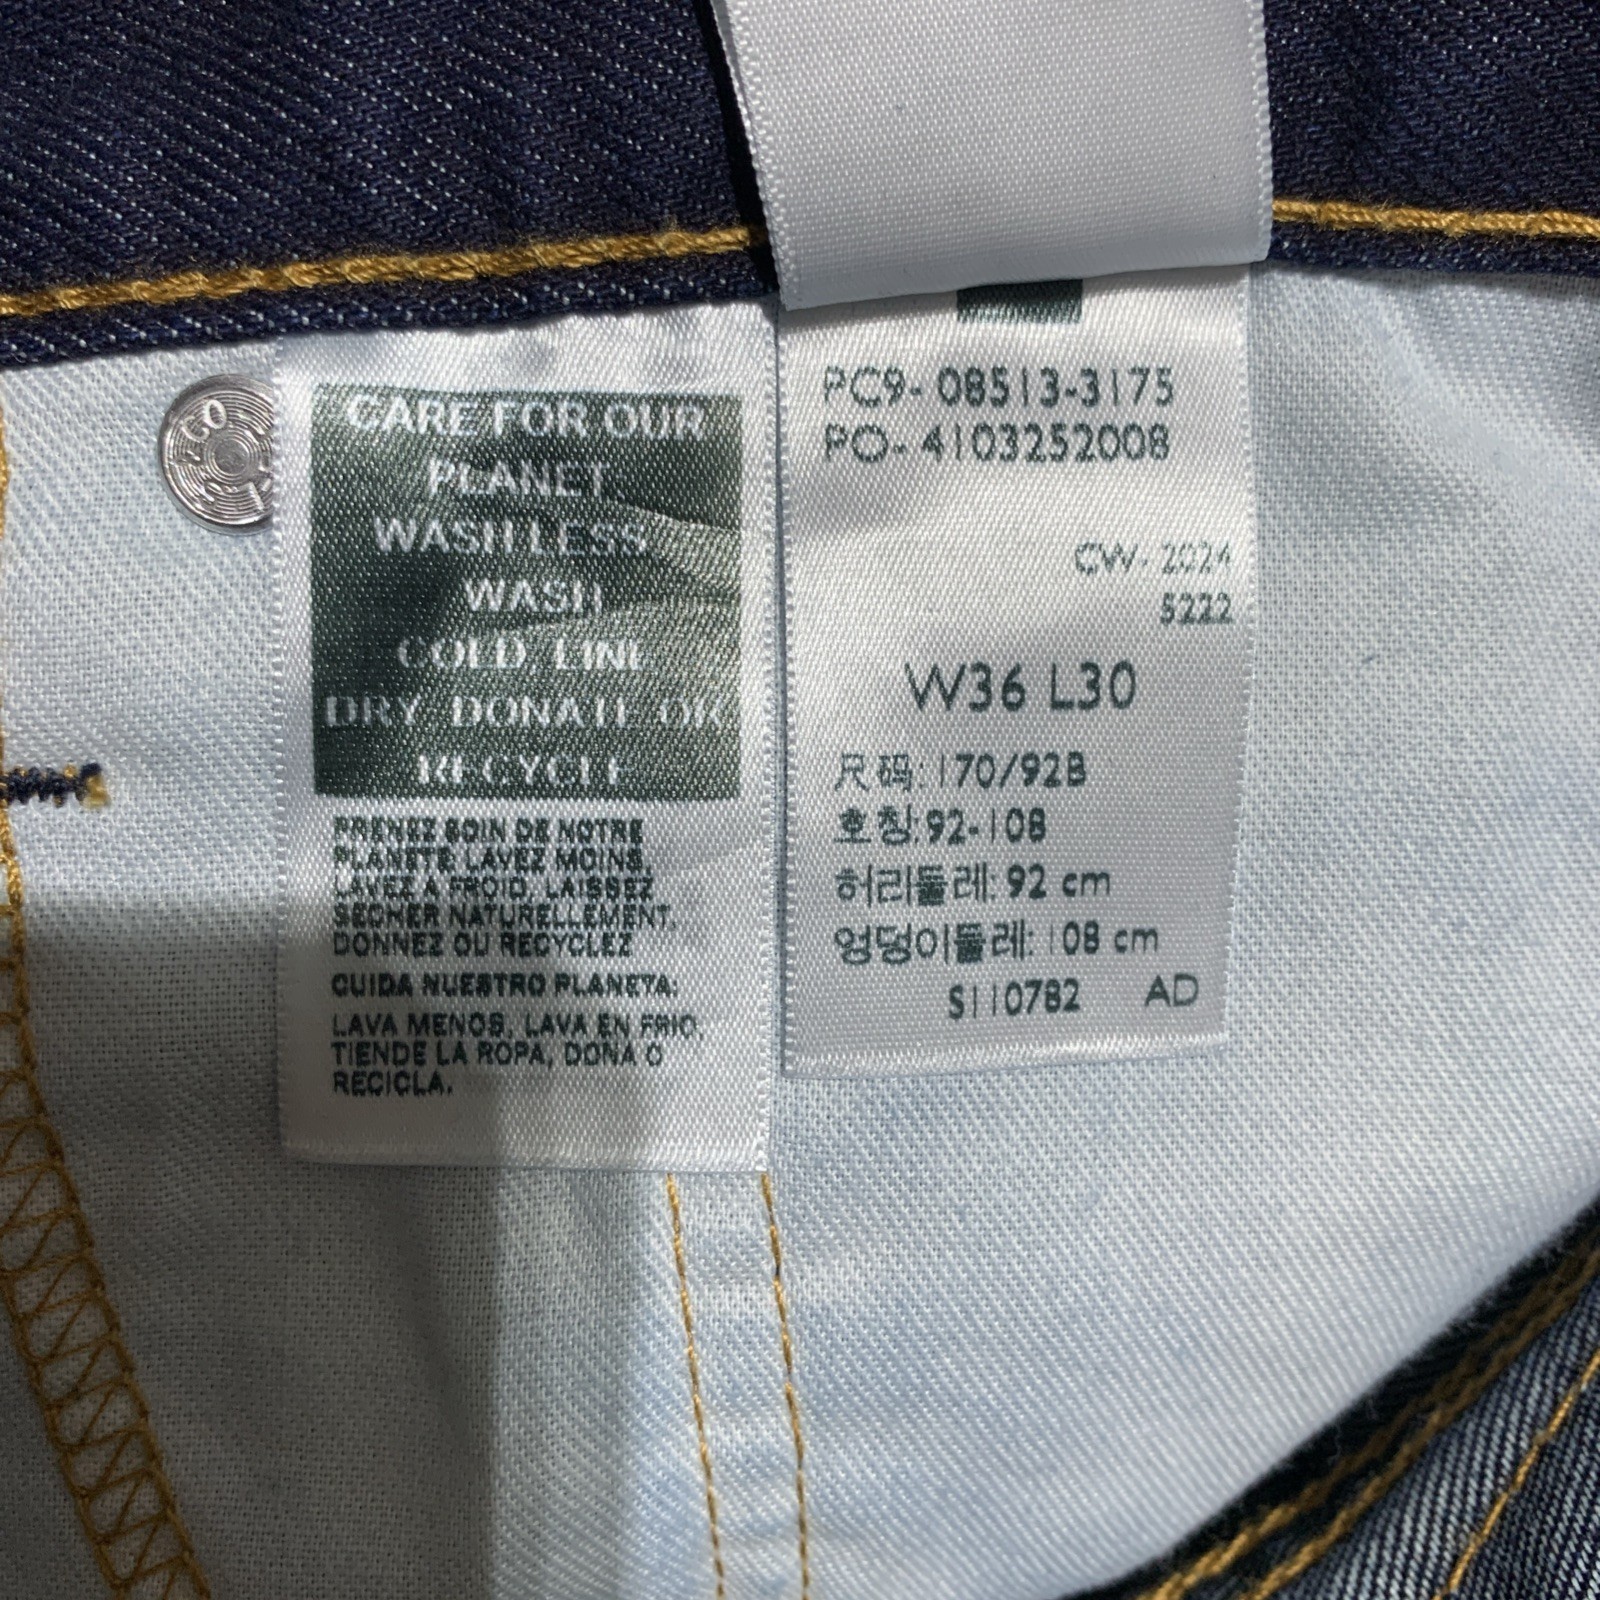 CARE FOR OUR
PLANET
WASH LESS
WASH
COLD, LINE
DRY, DONATE OR
RECYCLE
PRENEZ SOIN DE NOTRE
PLANÈTE: LAVEZ MOINS,
LAVEZ À FROID, LAISSEZ
SÉCHER NATURELLEMENT,
DONNEZ OU RECYCLEZ
CUIDA NUESTRO PLANETA:
LAVA MENOS, LAVA EN FRIO,
TIENDE LA ROPA, DONA O
RECICLA.
PC9- 08513-3175
PO- 4103252008
CW- 2024
5222
W36 L30
尺码: 170/92B
호칭: 92-108
허리둘레: 92 cm
엉덩이둘레: 108 cm
S110782 AD